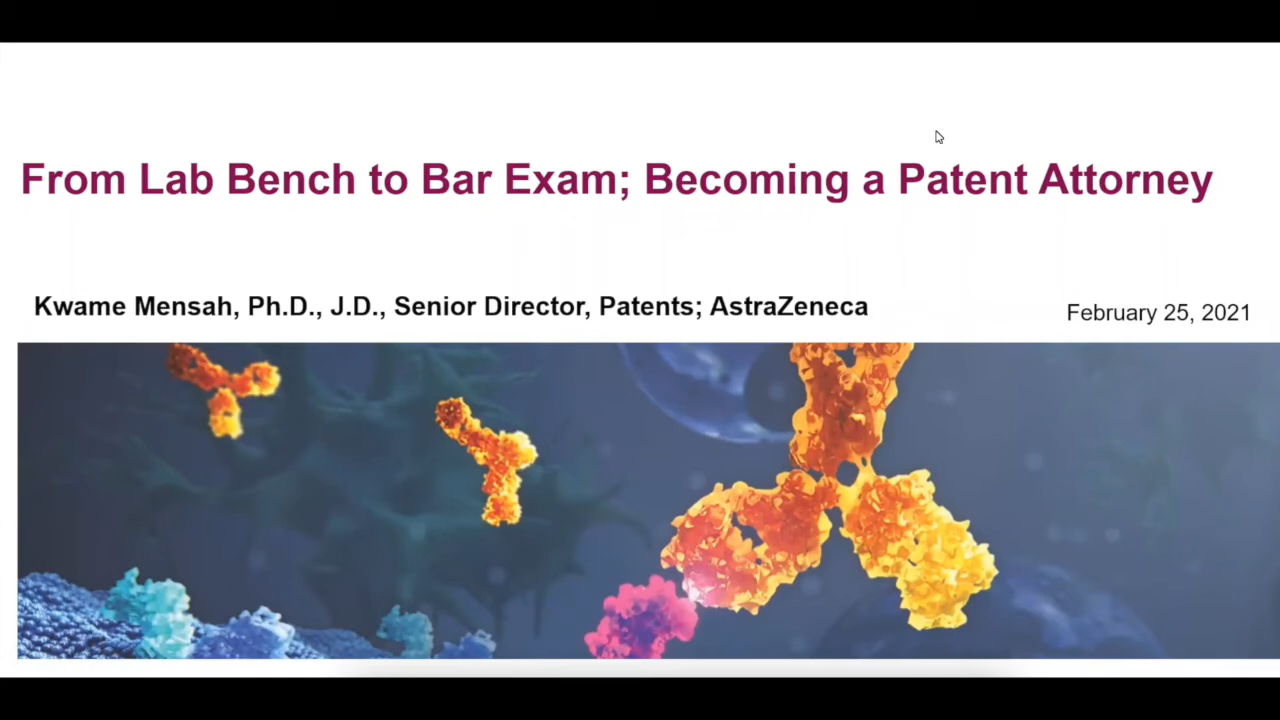 From Lab Bench to Bar Exam; Becoming a Patent Attorney
Kwame Mensah, Ph.D., J.D., Senior Director, Patents; AstraZeneca
February 25, 2021